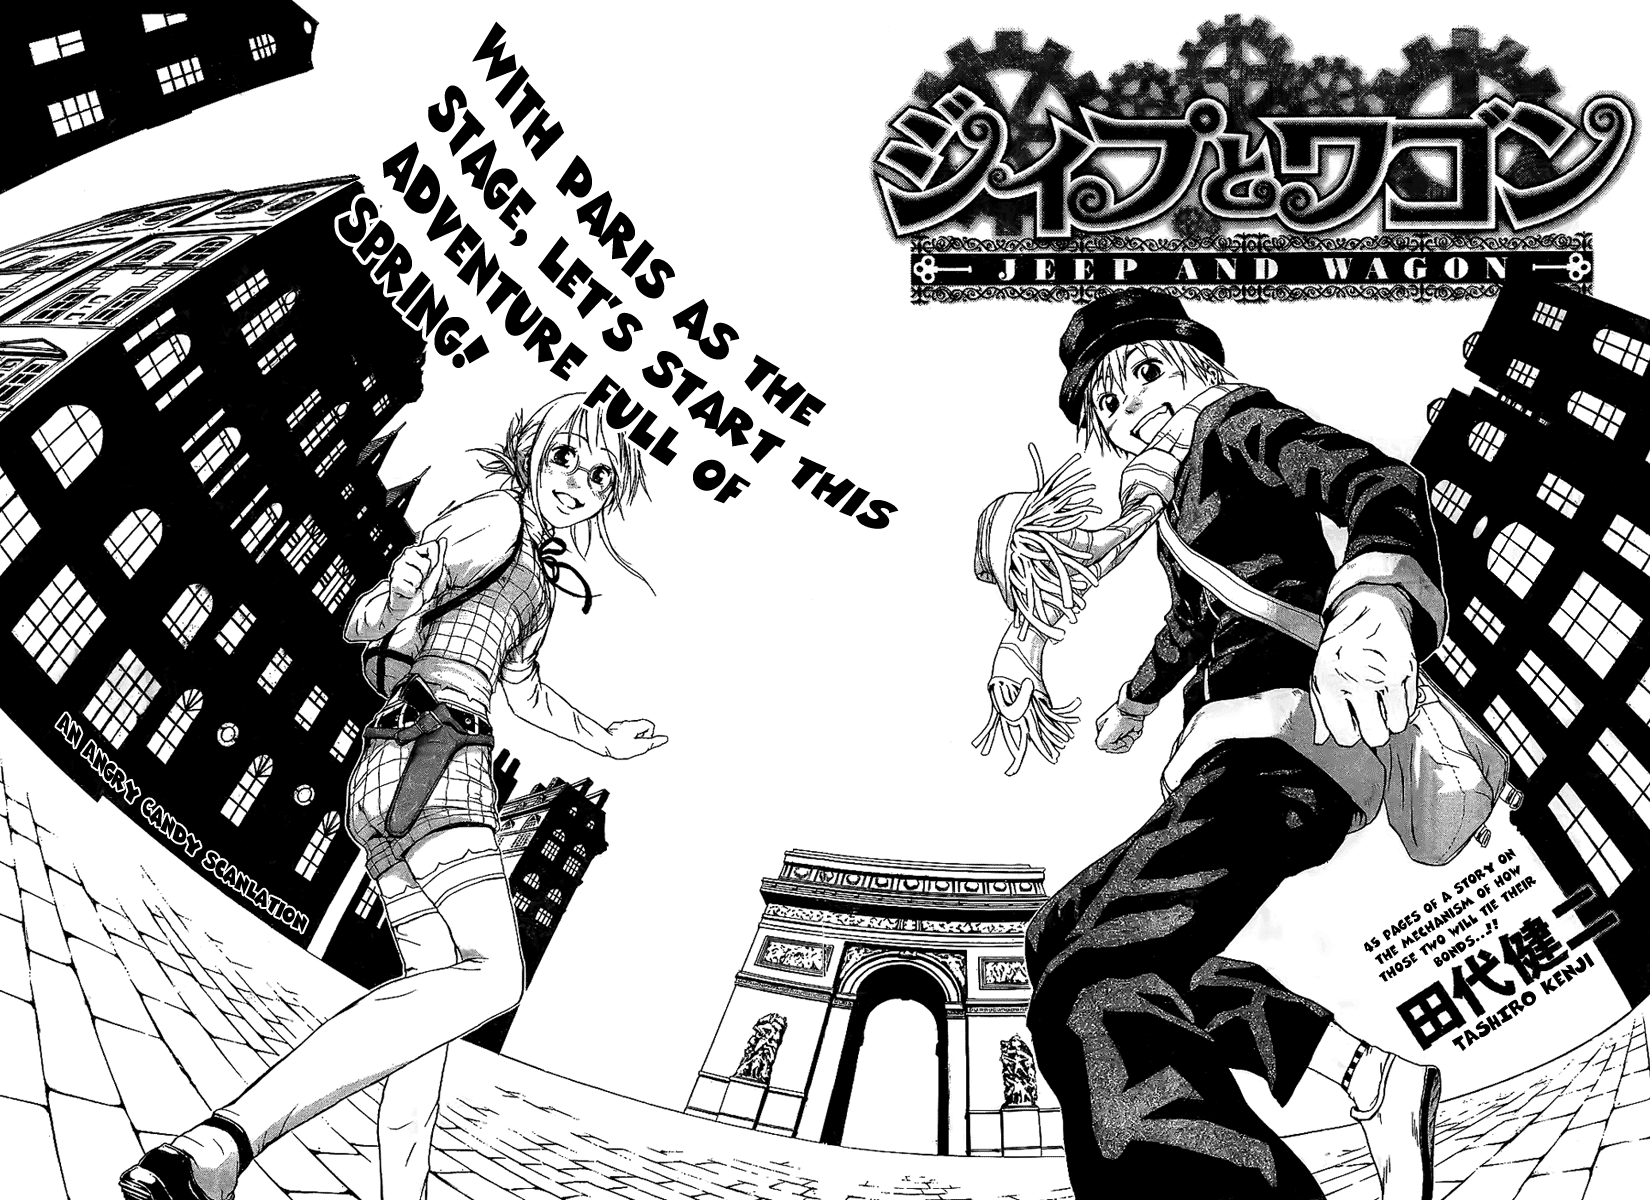 ジイプとワゴン
JEEP AND WAGON
WITH PARIS AS THE
STAGE, LET'S START THIS
ADVENTURE FULL OF
SPRING!
45 PAGES OF A STORY ON
THE MECHANISM OF HOW
THOSE TWO WILL TIE THEIR
BONDS...!!
田代健二
TASHIRO KENJI
AN ANGRY CANDY SCANLATION